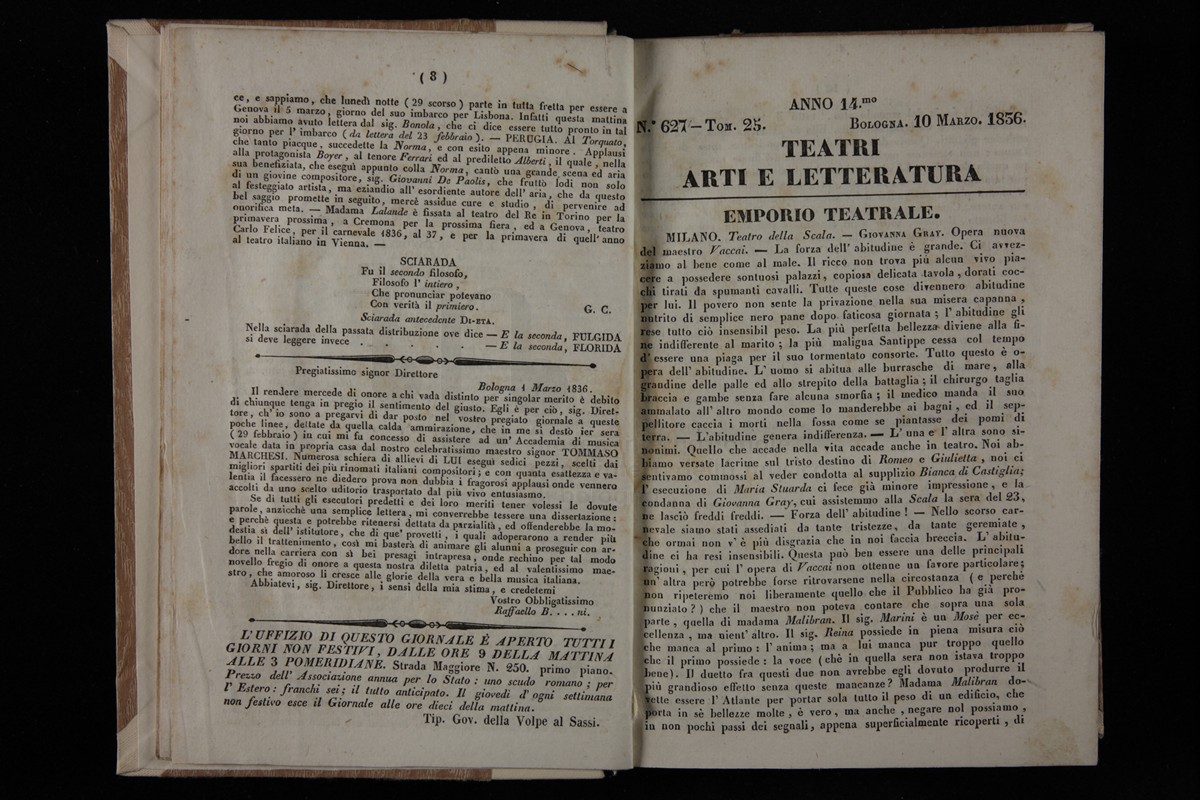 ( 8 )
ce, e sappiamo, che lunedì notte ( 29 scorso ) parte in tutta fretta per essere a
Genova il 5 marzo, giorno del suo imbarco per Lisbona. Infatti questa mattina
noi abbiamo avuto lettera dal sig. Bonola, che ci dice essere tutto pronto in tal
giorno per l' imbarco ( da lettera del 23 febbraio ). — PERUGIA. Al Torquato,
che tanto piacque, succedette la Norma, e con esito appena minore. Applausi
alla protagonista Boyer, al tenore Ferrari ed al prediletto Alberti, il quale, nella
sua benefiziata, che eseguì appunto colla Norma, cantò una grande scena ed aria
di un giovine compositore, sig. Giovanni De Paolis, che fruttò lodi non solo
al festeggiato artista, ma eziandio all' esordiente autore dell' aria, che da questo
bel saggio promette in seguito, mercè assidue cure e studio, di pervenire ad
onorifica meta. — Madama Lalande è fissata al teatro del Re in Torino per la
primavera prossima, a Cremona per la prossima fiera, ed a Genova, teatro
Carlo Felice, per il carnevale 1836, al 37, e per la primavera di quell' anno
al teatro italiano in Vienna. —
SCIARADA
Fu il secondo filosofo,
Filosofo l' intiero,
Che pronunciar potevano
Con verità il primiero.
G. C.
Sciarada antecedente DI-ETA.
Nella sciarada della passata distribuzione ove dice — E la seconda, FULGIDA
si deve leggere invece . . . . . — E la seconda, FLORIDA
Pregiatissimo signor Direttore
Bologna 1 Marzo 1836.
Il rendere mercede di onore a chi vada distinto per singolar merito è debito
di chiunque tenga in pregio il sentimento del giusto. Egli è per ciò, sig. Diret-
tore, ch' io sono a pregarvi di dar posto nel vostro pregiato giornale a queste
poche linee, dettate da quella calda ammirazione, che in me si destò ier sera
( 29 febbraio ) in cui mi fu concesso di assistere ad un' Accademia di musica
vocale data in propria casa dal nostro celebratissimo maestro signor TOMMASO
MARCHESI. Numerosa schiera di allievi di LUI eseguì sedici pezzi, scelti dai
migliori spartiti dei più rinomati italiani compositori; e con quanta esattezza e va-
lentìa il facessero ne diedero prova non dubbia i fragorosi applausi onde vennero
accolti da uno scelto uditorio trasportato dal più vivo entusiasmo.
Se di tutti gli esecutori predetti e dei loro meriti tener volessi le dovute
parole, anzicchè una semplice lettera, mi converrebbe tessere una dissertazione:
e perchè questa e potrebbe ritenersi dettata da parzialità, ed offenderebbe la mo-
destia sì dell' istitutore, che di que' provetti, i quali adoperarono a render più
bello il trattenimento, così mi basterà di animare gli alunni a proseguir con ar-
dore nella carriera con sì bei presagi intrapresa, onde rechino per tal modo
novello fregio di onore a questa nostra diletta patria, ed al valentissimo mae-
stro, che amoroso li cresce alle glorie della vera e bella musica italiana.
Abbiatevi, sig. Direttore, i sensi della mia stima, e credetemi
Vostro Obbligatissimo
Raffaello B. . . . ni.
L'UFFIZIO DI QUESTO GIORNALE È APERTO TUTTI I
GIORNI NON FESTIVI, DALLE ORE 9 DELLA MATTINA
ALLE 3 POMERIDIANE. Strada Maggiore N. 250. primo piano.
Prezzo dell' Associazione annua per lo Stato: uno scudo romano; per
l' Estero: franchi sei; il tutto anticipato. Il giovedì d' ogni settimana
non festivo esce il Giornale alle ore dieci della mattina.
Tip. Gov. della Volpe al Sassi.
ANNO 14.mo
N.° 627 — TOM. 25. BOLOGNA. 10 MARZO. 1836.
TEATRI
ARTI E LETTERATURA
EMPORIO TEATRALE.
MILANO. Teatro della Scala. — GIOVANNA GRAY. Opera nuova
del maestro Vaccai. — La forza dell' abitudine è grande. Ci avvez-
ziamo al bene come al male. Il ricco non trova più alcun vivo pia-
cere a possedere sontuosi palazzi, copiosa delicata tavola, dorati coc-
chi tirati da spumanti cavalli. Tutte queste cose divennero abitudine
per lui. Il povero non sente la privazione nella sua misera capanna,
nutrito di semplice nero pane dopo faticosa giornata; l' abitudine gli
rese tutto ciò insensibil peso. La più perfetta bellezza diviene alla fi-
ne indifferente al marito; la più maligna Santippe cessa col tempo
d' essere una piaga per il suo tormentato consorte. Tutto questo è o-
pera dell' abitudine. L' uomo si abitua alle burrasche di mare, alla
grandine delle palle ed allo strepito della battaglia; il chirurgo taglia
braccia e gambe senza fare alcuna smorfia; il medico manda il suo
ammalato all' altro mondo come lo manderebbe ai bagni, ed il sep-
pellitore caccia i morti nella fossa come se piantasse dei pomi di
terra. — L'abitudine genera indifferenza. — L' una e l' altra sono si-
nonimi. Quello che accade nella vita accade anche in teatro. Noi ab-
biamo versate lacrime sul tristo destino di Romeo e Giulietta, noi ci
sentivamo commossi al veder condotta al supplizio Bianca di Castiglia;
l' esecuzione di Maria Stuarda ci fece già minore impressione, e la
condanna di Giovanna Gray, cui assistemmo alla Scala la sera del 23,
ne lasciò freddi freddi. — Forza dell' abitudine! — Nello scorso car-
nevale siamo stati assediati da tante tristezze, da tante geremiate,
che ormai non v' è più disgrazia che in noi faccia breccia. L' abitu-
dine ci ha resi insensibili. Questa può ben essere una delle principali
ragioni, per cui l' opera di Vaccai non ottenne un favore particolare;
un' altra però potrebbe forse ritrovarsene nella circostanza ( e perchè
non ripeteremo noi liberamente quello che il Pubblico ha già pro-
nunziato? ) che il maestro non poteva contare che sopra una sola
parte, quella di madama Malibran. Il sig. Marini è un Mosè per ec-
cellenza, ma nient' altro. Il sig. Reina possiede in piena misura ciò
che manca al primo: l' anima; ma a lui manca pur troppo quello
che il primo possiede: la voce ( chè in quella sera non istava troppo
bene). Il duetto fra questi due non avrebbe egli dovuto produrre il
più grandioso effetto senza queste mancanze? Madama Malibran do-
vette essere l' Atlante per portar sola tutto il peso di un edificio, che
porta in sè bellezze molte, è vero, ma anche, negare nol possiamo,
in non pochi passi dei segnali, appena superficialmente ricoperti, di